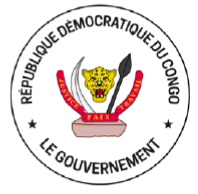 RÉPUBLIQUE DÉMOCRATIQUE DU CONGO
JUSTICE
PAIX
TRAVAIL
LE GOUVERNEMENT